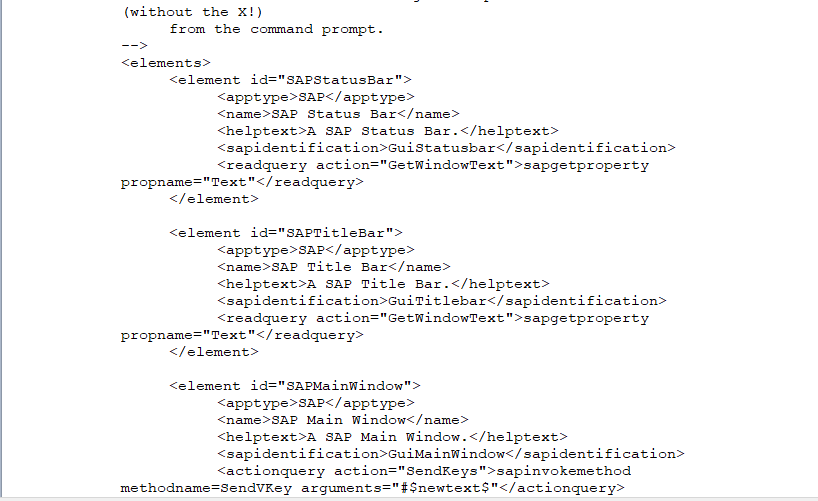 (without the X!)
from the command prompt.
-->
<elements>
<element id="SAPStatusBar">
<apptype>SAP</apptype>
<name>SAP Status Bar</name>
<helptext>A SAP Status Bar.</helptext>
<sapidentification>GuiStatusbar</sapidentification>
<readquery action="GetWindowText">sapgetproperty
propname="Text"</readquery>
</element>
<element id="SAPTitleBar">
<apptype>SAP</apptype>
<name>SAP Title Bar</name>
<helptext>A SAP Title Bar.</helptext>
<sapidentification>GuiTitlebar</sapidentification>
<readquery action="GetWindowText">sapgetproperty
propname="Text"</readquery>
</element>
<element id="SAPMainWindow">
<apptype>SAP</apptype>
<name>SAP Main Window</name>
<helptext>A SAP Main Window.</helptext>
<sapidentification>GuiMainWindow</sapidentification>
<actionquery action="SendKeys">sapinvokemethod
methodname=SendVKey arguments="#$newtext$"</actionquery>